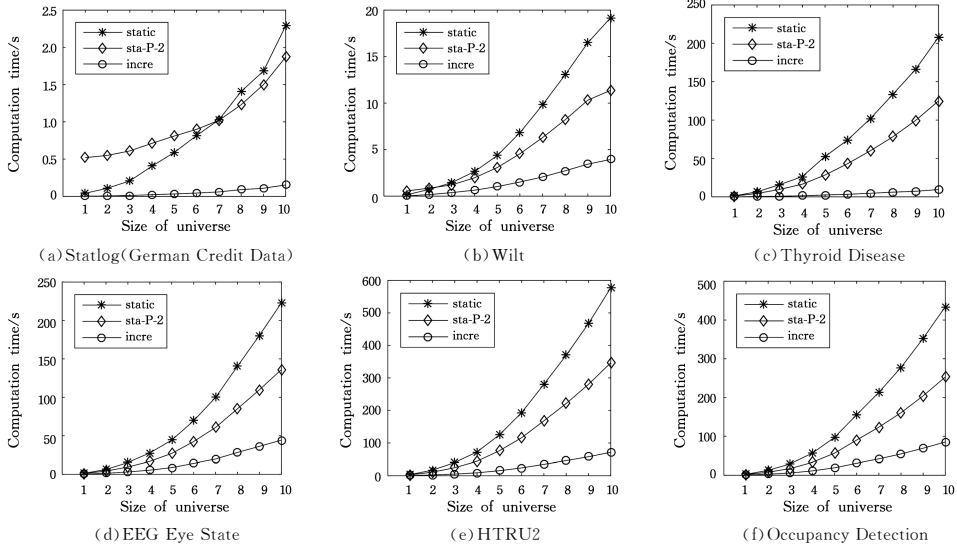 2.5
2.0
1.5
1.0
0.5
0
Computation time/s
static
sta-P-2
incre
1 2 3 4 5 6 7 8 9 10
Size of universe
(a)Statlog(German Credit Data)
20
15
10
5
0
Computation time/s
static
sta-P-2
incre
1 2 3 4 5 6 7 8 9 10
Size of universe
(b)Wilt
250
200
150
100
50
0
Computation time/s
static
sta-P-2
incre
1 2 3 4 5 6 7 8 9 10
Size of universe
(c)Thyroid Disease
250
200
150
100
50
0
Computation time/s
static
sta-P-2
incre
1 2 3 4 5 6 7 8 9 10
Size of universe
(d)EEG Eye State
600
500
400
300
200
100
0
Computation time/s
static
sta-P-2
incre
1 2 3 4 5 6 7 8 9 10
Size of universe
(e)HTRU2
500
400
300
200
100
0
Computation time/s
static
sta-P-2
incre
1 2 3 4 5 6 7 8 9 10
Size of universe
(f)Occupancy Detection